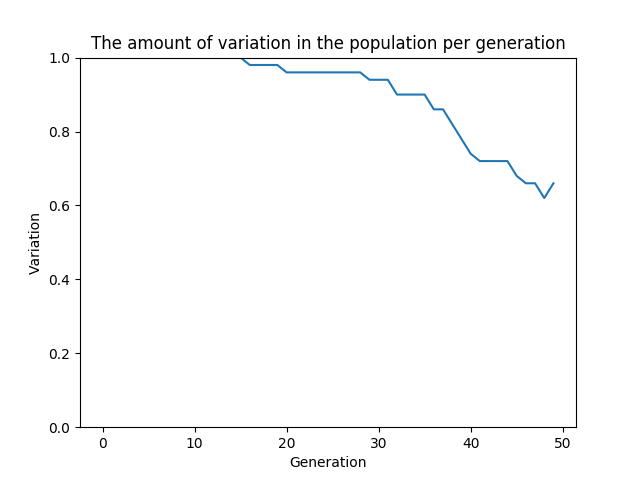 The amount of variation in the population per generation
1.0
0.8
0.6
0.4
0.2
0.0
Variation
0 10 20 30 40 50
Generation